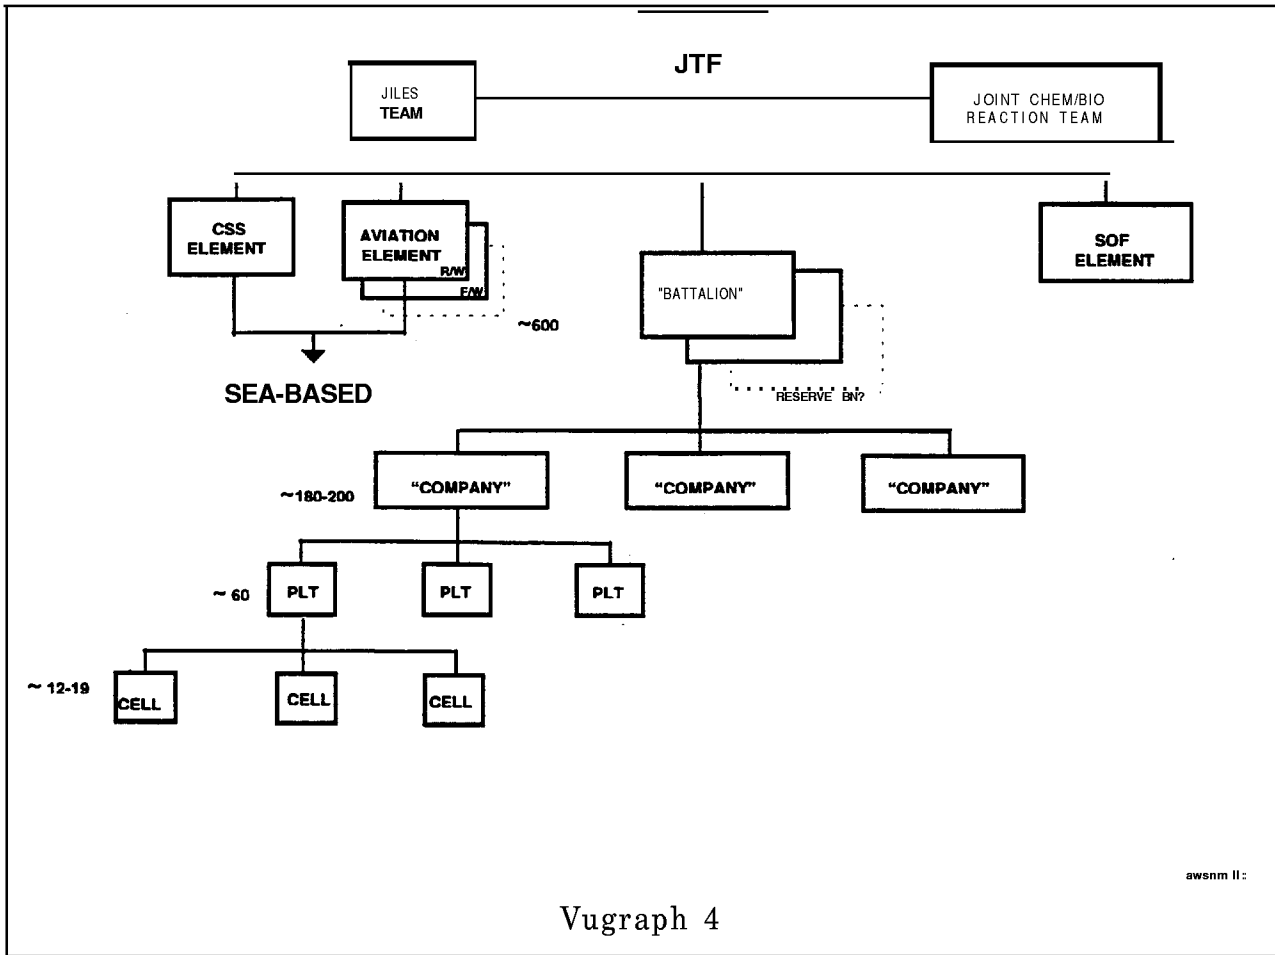 JTF
JILES
TEAM
JOINT CHEM/BIO
REACTION TEAM
CSS
ELEMENT
AVIATION
ELEMENT
R/W
F/W
"BATTALION"
SOF
ELEMENT
~600
SEA-BASED
RESERVE BN?
~180-200
"COMPANY"
"COMPANY"
"COMPANY"
~ 60
PLT
PLT
PLT
~ 12-19
CELL
CELL
CELL
Vugraph 4